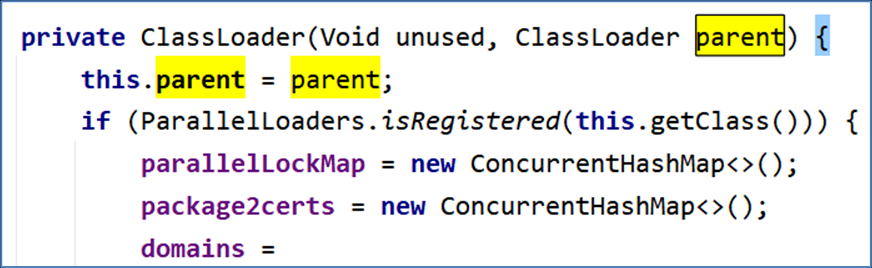 private ClassLoader(Void unused, ClassLoader parent) {
this.parent = parent;
if (ParallelLoaders.isRegistered(this.getClass())) {
parallelLockMap = new ConcurrentHashMap<>();
package2certs = new ConcurrentHashMap<>();
domains =